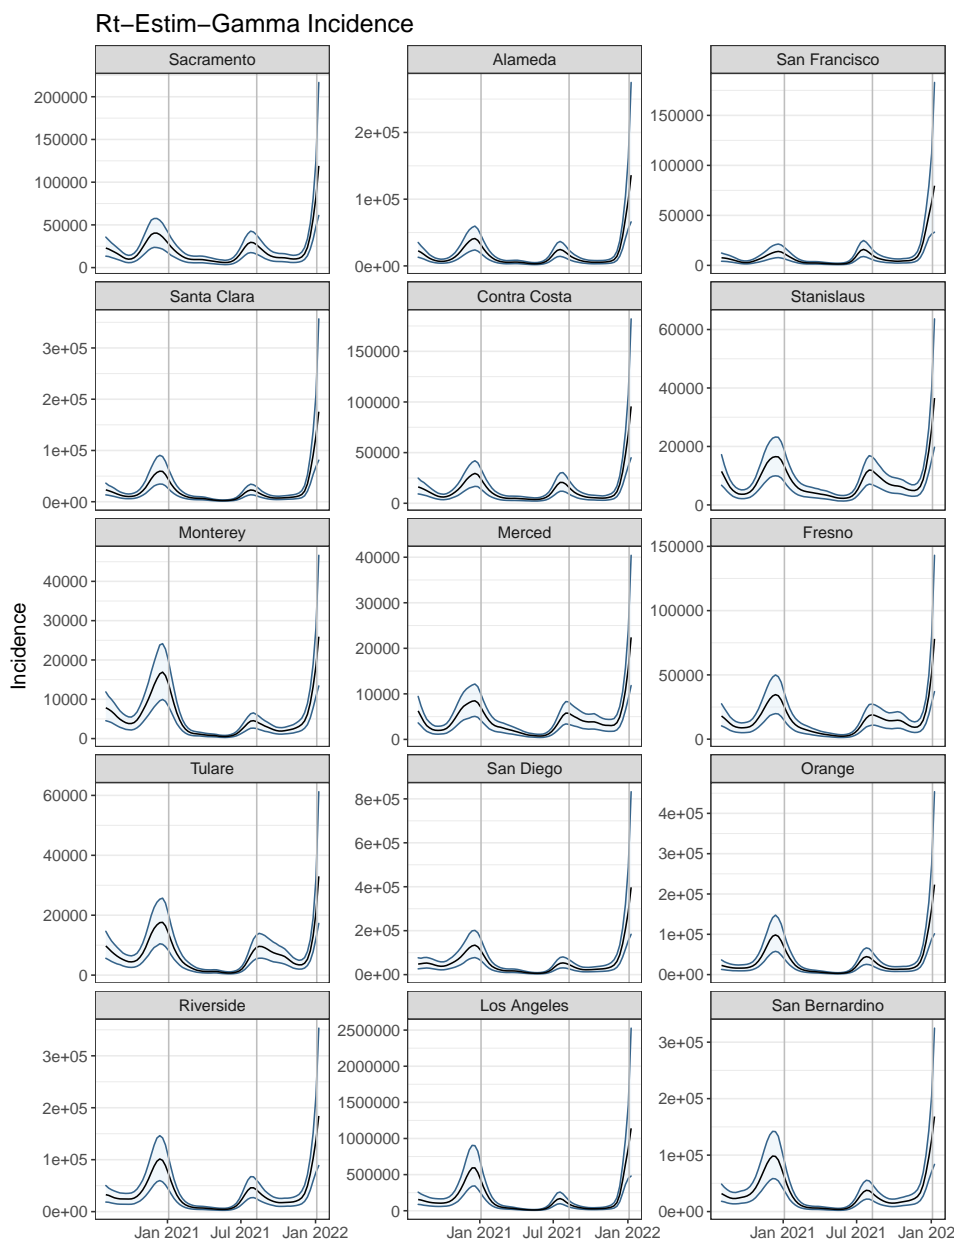 Rt−Estim−Gamma Incidence
Sacramento Alameda San Francisco
200000
150000
100000
50000
0
2e+05
1e+05
0e+00
150000
100000
50000
0
Santa Clara Contra Costa Stanislaus
3e+05
2e+05
1e+05
0e+00
150000
100000
50000
0
60000
40000
20000
0
Monterey Merced Fresno
40000
30000
20000
10000
0
40000
30000
20000
10000
0
150000
100000
50000
0
Incidence
Tulare San Diego Orange
60000
40000
20000
0
8e+05
6e+05
4e+05
2e+05
0e+00
4e+05
3e+05
2e+05
1e+05
0e+00
Riverside Los Angeles San Bernardino
3e+05
2e+05
1e+05
0e+00
2500000
2000000
1500000
1000000
500000
0
3e+05
2e+05
1e+05
0e+00
Jan 2021 Jul 2021 Jan 2022 Jan 2021 Jul 2021 Jan 2022 Jan 2021 Jul 2021 Jan 202